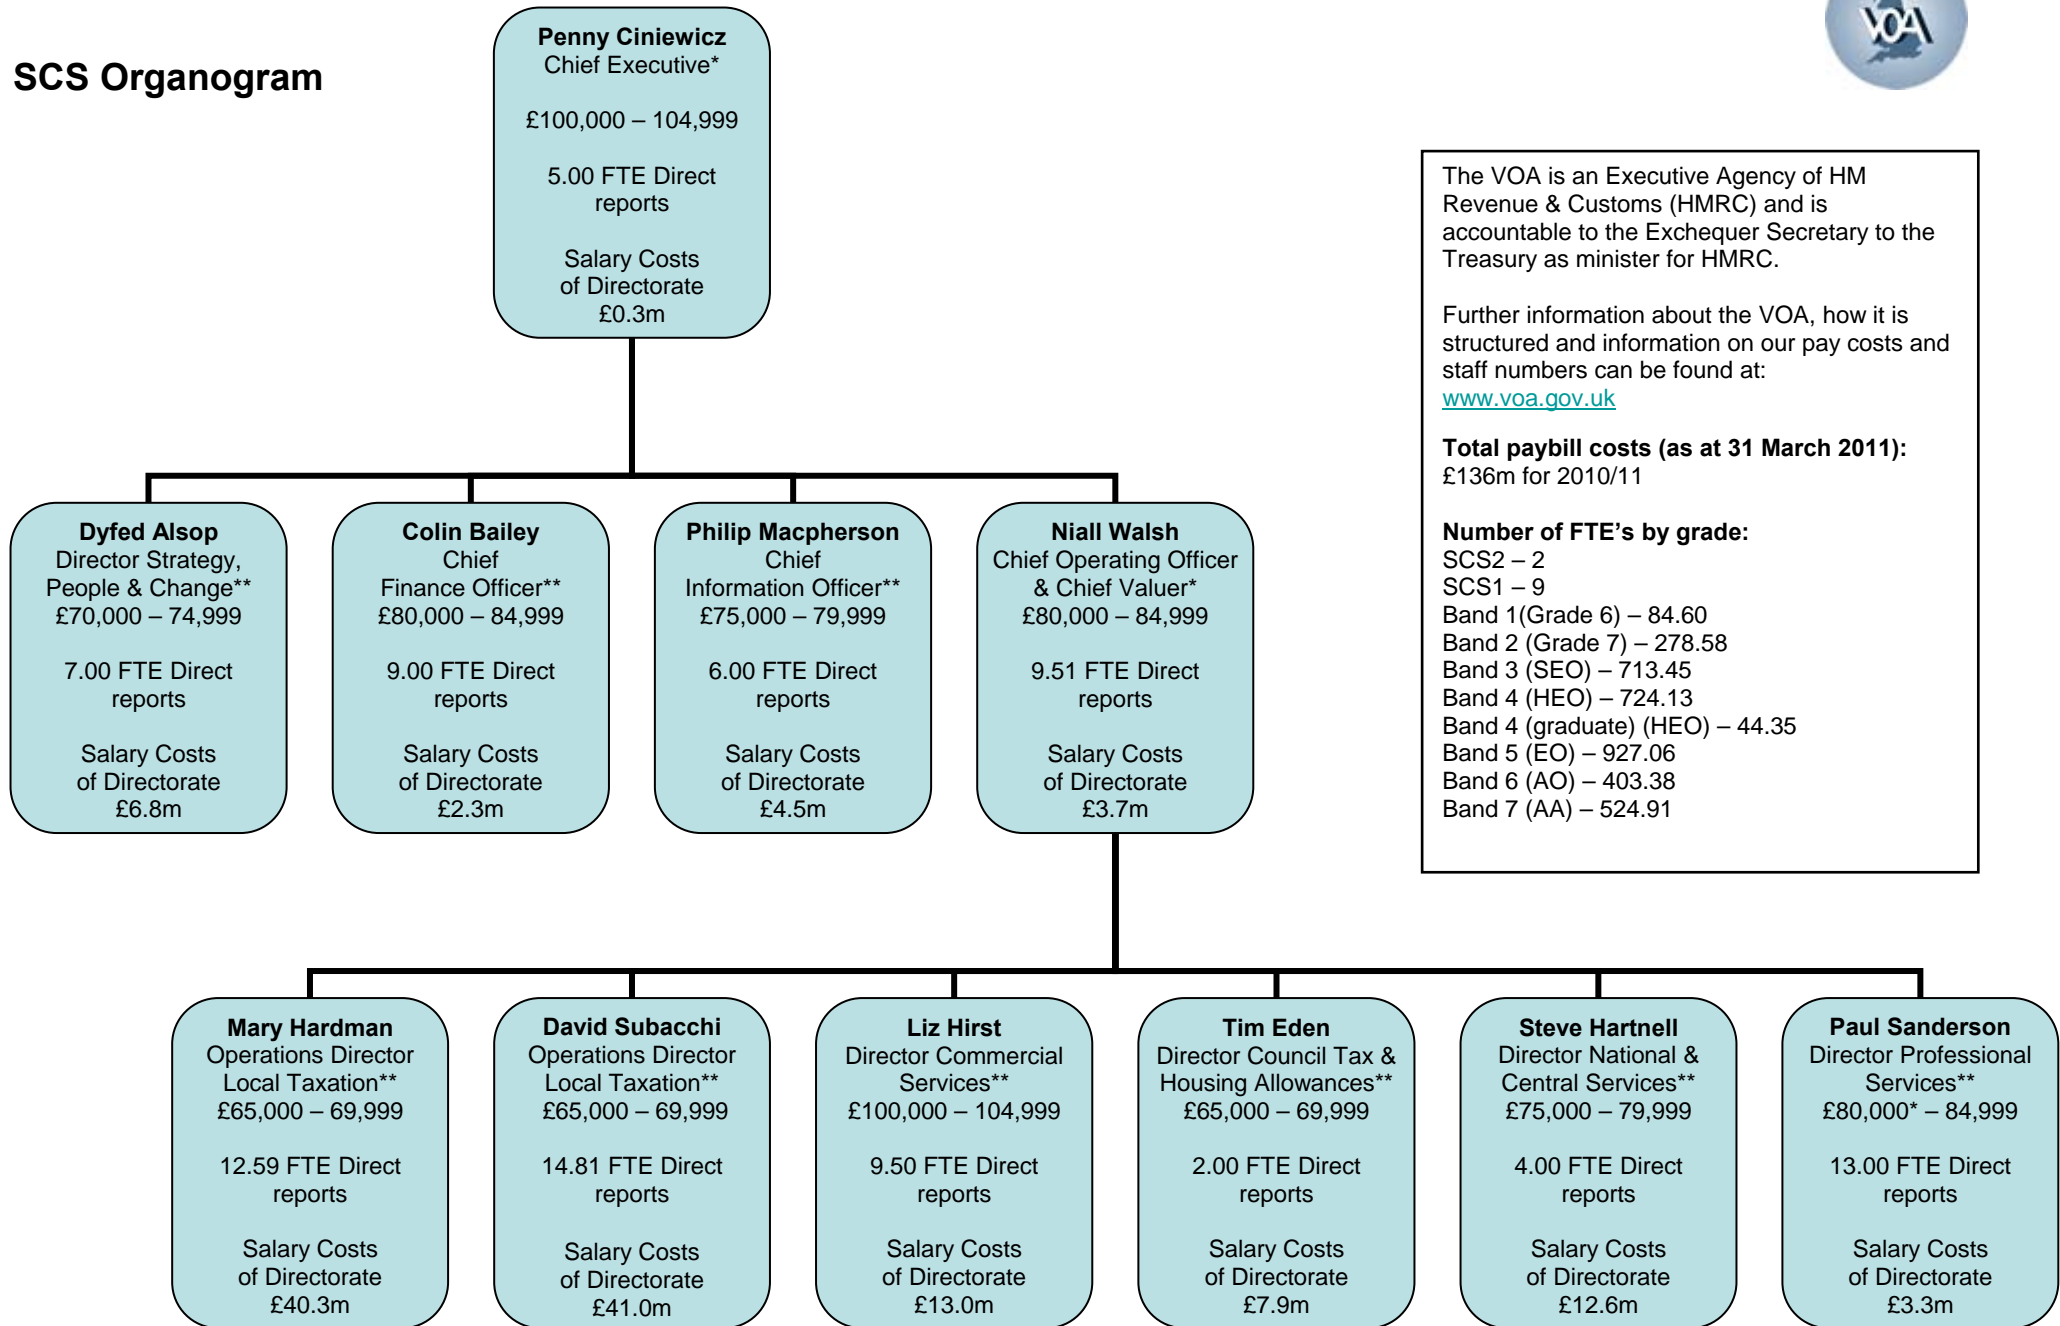 SCS Organogram
VOA
Penny Ciniewicz
Chief Executive*
£100,000 – 104,999
5.00 FTE Direct
reports
Salary Costs
of Directorate
£0.3m
The VOA is an Executive Agency of HM
Revenue & Customs (HMRC) and is
accountable to the Exchequer Secretary to the
Treasury as minister for HMRC.
Further information about the VOA, how it is
structured and information on our pay costs and
staff numbers can be found at:
www.voa.gov.uk
Total paybill costs (as at 31 March 2011):
£136m for 2010/11
Number of FTE's by grade:
SCS2 – 2
SCS1 – 9
Band 1(Grade 6) – 84.60
Band 2 (Grade 7) – 278.58
Band 3 (SEO) – 713.45
Band 4 (HEO) – 724.13
Band 4 (graduate) (HEO) – 44.35
Band 5 (EO) – 927.06
Band 6 (AO) – 403.38
Band 7 (AA) – 524.91
Dyfed Alsop
Director Strategy,
People & Change**
£70,000 – 74,999
7.00 FTE Direct
reports
Salary Costs
of Directorate
£6.8m
Colin Bailey
Chief
Finance Officer**
£80,000 – 84,999
9.00 FTE Direct
reports
Salary Costs
of Directorate
£2.3m
Philip Macpherson
Chief
Information Officer**
£75,000 – 79,999
6.00 FTE Direct
reports
Salary Costs
of Directorate
£4.5m
Niall Walsh
Chief Operating Officer
& Chief Valuer*
£80,000 – 84,999
9.51 FTE Direct
reports
Salary Costs
of Directorate
£3.7m
Mary Hardman
Operations Director
Local Taxation**
£65,000 – 69,999
12.59 FTE Direct
reports
Salary Costs
of Directorate
£40.3m
David Subacchi
Operations Director
Local Taxation**
£65,000 – 69,999
14.81 FTE Direct
reports
Salary Costs
of Directorate
£41.0m
Liz Hirst
Director Commercial
Services**
£100,000 – 104,999
9.50 FTE Direct
reports
Salary Costs
of Directorate
£13.0m
Tim Eden
Director Council Tax &
Housing Allowances**
£65,000 – 69,999
2.00 FTE Direct
reports
Salary Costs
of Directorate
£7.9m
Steve Hartnell
Director National &
Central Services**
£75,000 – 79,999
4.00 FTE Direct
reports
Salary Costs
of Directorate
£12.6m
Paul Sanderson
Director Professional
Services**
£80,000* – 84,999
13.00 FTE Direct
reports
Salary Costs
of Directorate
£3.3m